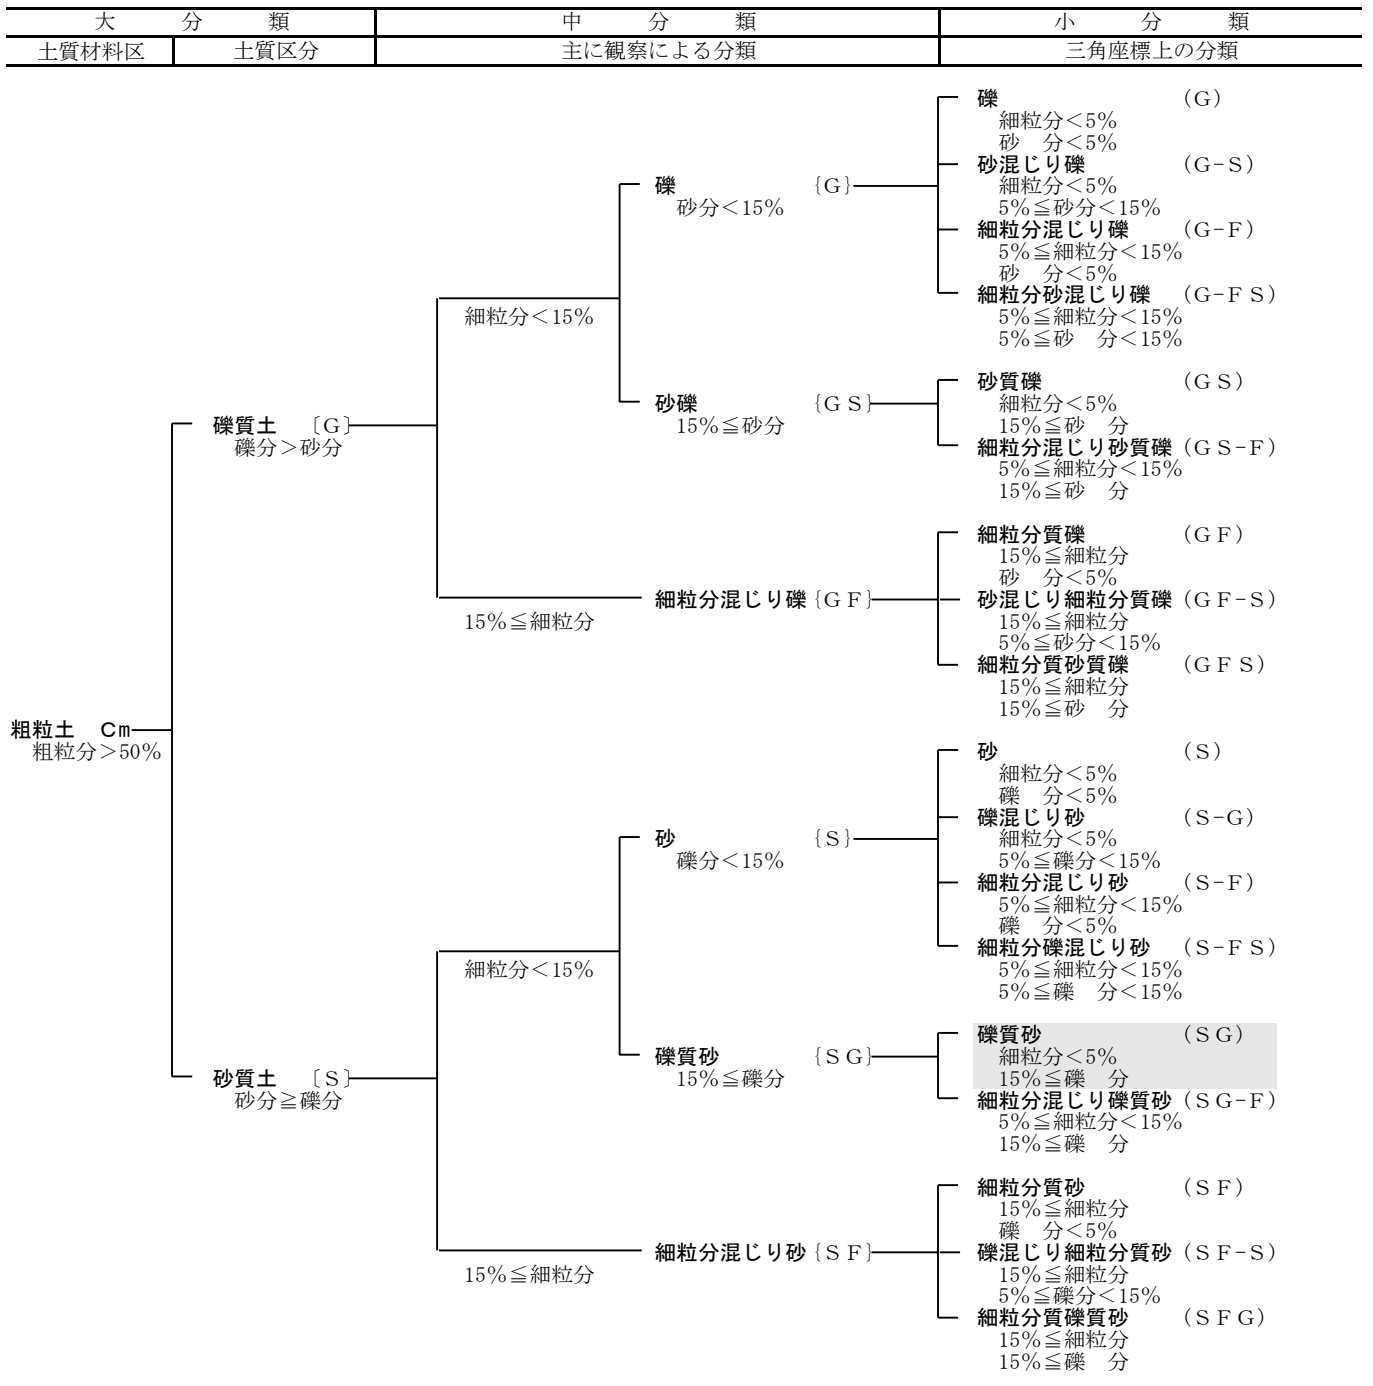 大　分　類　中　分　類　小　分　類
土質材料区　土質区分　主に観察による分類　三角座標上の分類
礫　(G)
細粒分＜5%
砂　分＜5%
砂混じり礫　(G-S)
礫　{G}
細粒分＜5%
砂分＜15%
5%≦砂分＜15%
細粒分混じり礫　(G-F)
5%≦細粒分＜15%
砂　分＜5%
細粒分砂混じり礫　(G-FS)
細粒分＜15%
5%≦細粒分＜15%
5%≦砂　分＜15%
砂質礫　(GS)
砂礫　{GS}
細粒分＜5%
礫質土　〔G〕
15%≦砂分
15%≦砂　分
礫分＞砂分
細粒分混じり砂質礫　(GS-F)
5%≦細粒分＜15%
15%≦砂　分
細粒分質礫　(GF)
15%≦細粒分
砂　分＜5%
細粒分混じり礫　{GF}
砂混じり細粒分質礫　(GF-S)
15%≦細粒分
15%≦細粒分
5%≦砂分＜15%
細粒分質砂質礫　(GFS)
15%≦細粒分
15%≦砂　分
粗粒土　Cm
粗粒分＞50%
砂　(S)
細粒分＜5%
礫　分＜5%
礫混じり砂　(S-G)
砂　{S}
細粒分＜5%
礫分＜15%
5%≦礫分＜15%
細粒分混じり砂　(S-F)
5%≦細粒分＜15%
礫　分＜5%
細粒分礫混じり砂　(S-FS)
細粒分＜15%
5%≦細粒分＜15%
5%≦礫　分＜15%
礫質砂　(SG)
礫質砂　{SG}
細粒分＜5%
砂質土　〔S〕
15%≦礫分
15%≦礫　分
砂分≧礫分
細粒分混じり礫質砂　(SG-F)
5%≦細粒分＜15%
15%≦礫　分
細粒分質砂　(SF)
15%≦細粒分
礫　分＜5%
細粒分混じり砂　{SF}
礫混じり細粒分質砂　(SF-S)
15%≦細粒分
15%≦細粒分
5%≦礫分＜15%
細粒分質礫質砂　(SFG)
15%≦細粒分
15%≦礫　分